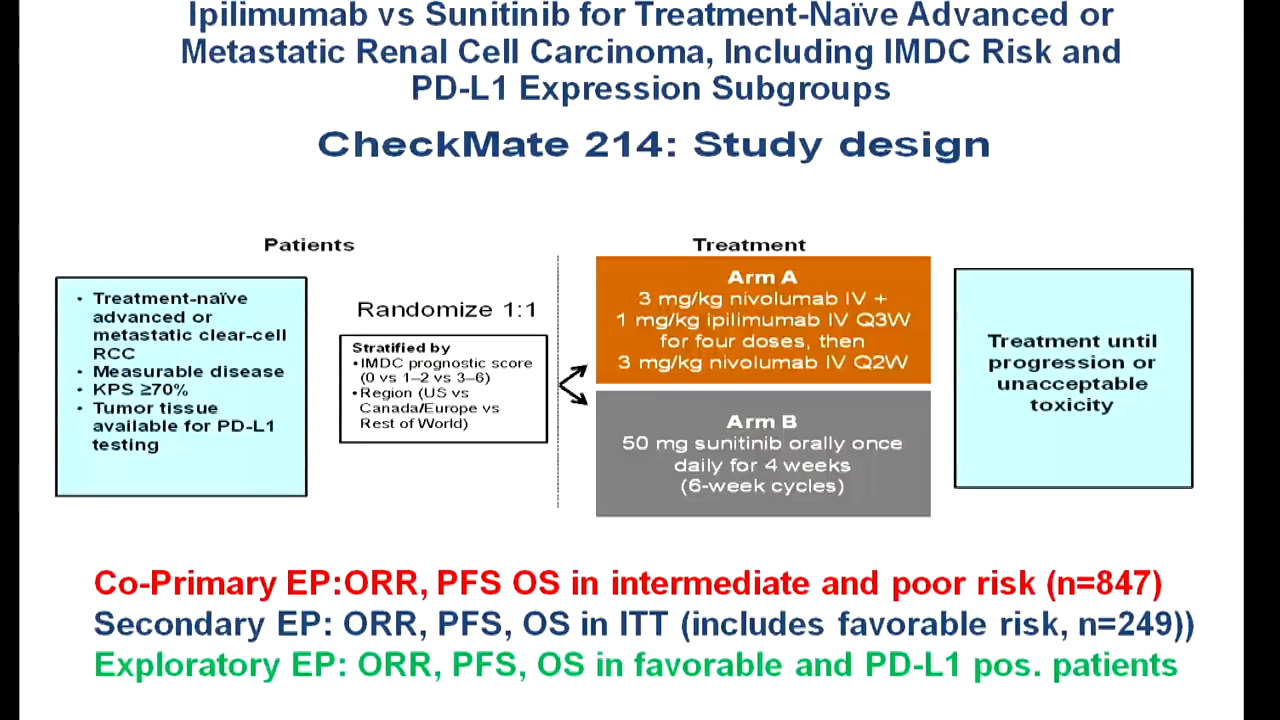 Ipilimumab vs Sunitinib for Treatment-Naïve Advanced or
Metastatic Renal Cell Carcinoma, Including IMDC Risk and
PD-L1 Expression Subgroups
CheckMate 214: Study design
Patients
• Treatment-naïve
advanced or
metastatic clear-cell
RCC
• Measurable disease
• KPS ≥70%
• Tumor tissue
available for PD-L1
testing
Randomize 1:1
Stratified by
•IMDC prognostic score
(0 vs 1–2 vs 3–6)
•Region (US vs
Canada/Europe vs
Rest of World)
Treatment
Arm A
3 mg/kg nivolumab IV +
1 mg/kg ipilimumab IV Q3W
for four doses, then
3 mg/kg nivolumab IV Q2W
Arm B
50 mg sunitinib orally once
daily for 4 weeks
(6-week cycles)
Treatment until
progression or
unacceptable
toxicity
Co-Primary EP:ORR, PFS OS in intermediate and poor risk (n=847)
Secondary EP: ORR, PFS, OS in ITT (includes favorable risk, n=249))
Exploratory EP: ORR, PFS, OS in favorable and PD-L1 pos. patients